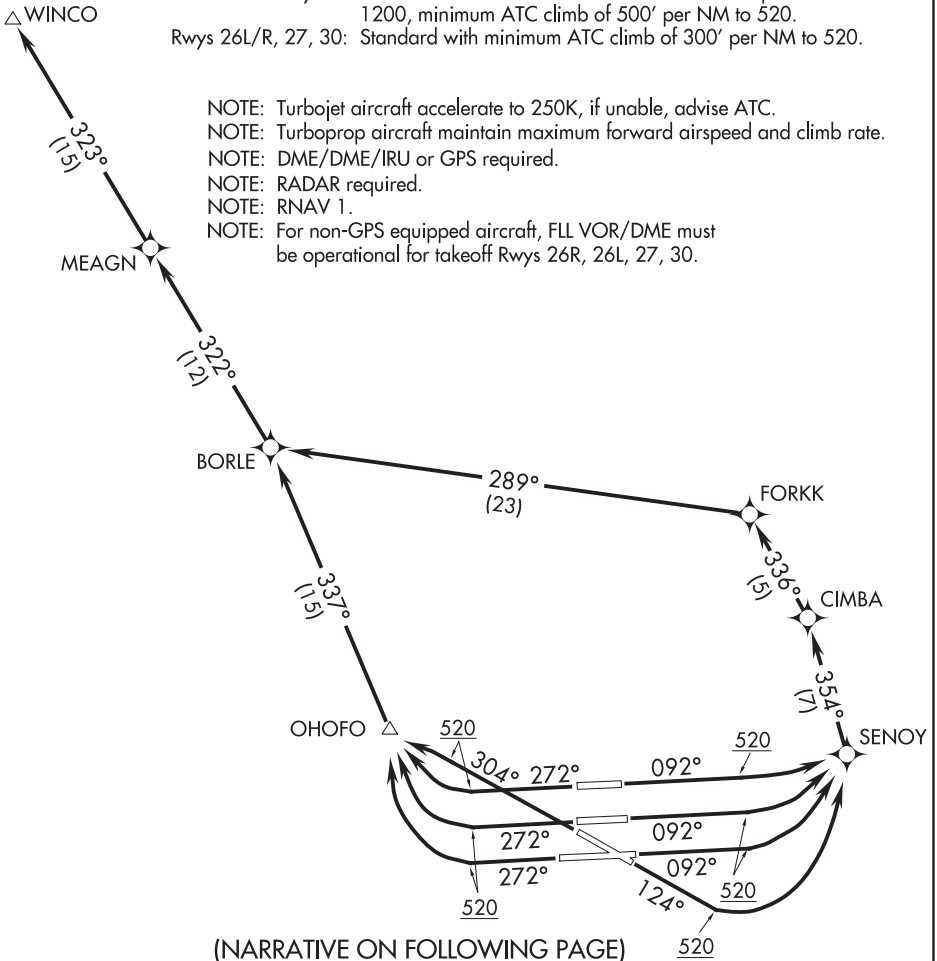 1200, minimum ATC climb of 500' per NM to 520.
Rwys 26L/R, 27, 30: Standard with minimum ATC climb of 300' per NM to 520.
WINCO
NOTE: Turbojet aircraft accelerate to 250K, if unable, advise ATC.
NOTE: Turboprop aircraft maintain maximum forward airspeed and climb rate.
NOTE: DME/DME/IRU or GPS required.
NOTE: RADAR required.
NOTE: RNAV 1.
NOTE: For non-GPS equipped aircraft, FLL VOR/DME must
be operational for takeoff Rwys 26R, 26L, 27, 30.
323°
(15)
MEAGN
322°
(12)
BORLE
289°
(23)
FORKK
336°
(5)
CIMBA
337°
(15)
354°
(7)
OHOFO
SENOY
520
520
304°
272°
092°
272°
092°
272°
092°
520
520
124°
520
(NARRATIVE ON FOLLOWING PAGE)